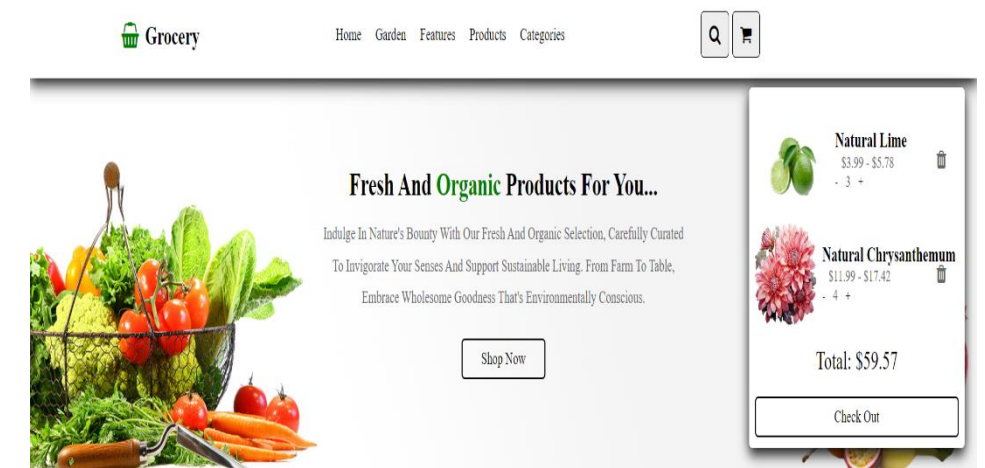 Grocery
Home Garden Features Products Categories
Fresh And Organic Products For You...
Indulge In Nature's Bounty With Our Fresh And Organic Selection, Carefully Curated
To Invigorate Your Senses And Support Sustainable Living. From Farm To Table,
Embrace Wholesome Goodness That's Environmentally Conscious.
Shop Now
Natural Lime
$3.99 - $5.78
- 3 +
Natural Chrysanthemum
$11.99 - $17.42
- 4 +
Total: $59.57
Check Out